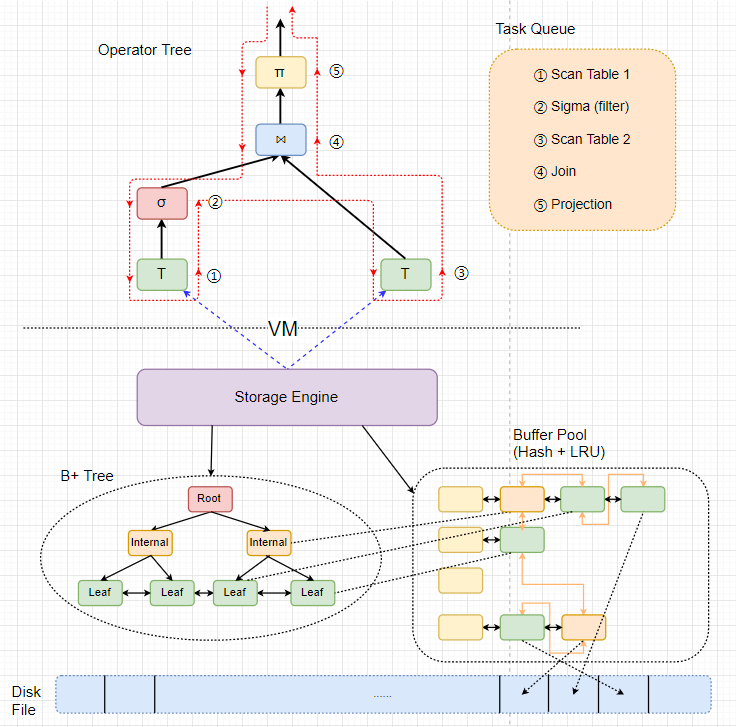 Task Queue
Operator Tree
π
⑤
① Scan Table 1
② Sigma (filter)
③ Scan Table 2
④ Join
⑤ Projection
⋈
④
σ
②
T
①
T
③
VM
Storage Engine
Buffer Pool
(Hash + LRU)
B+ Tree
Root
Internal
Internal
Leaf
Leaf
Leaf
Leaf
Disk
File
......